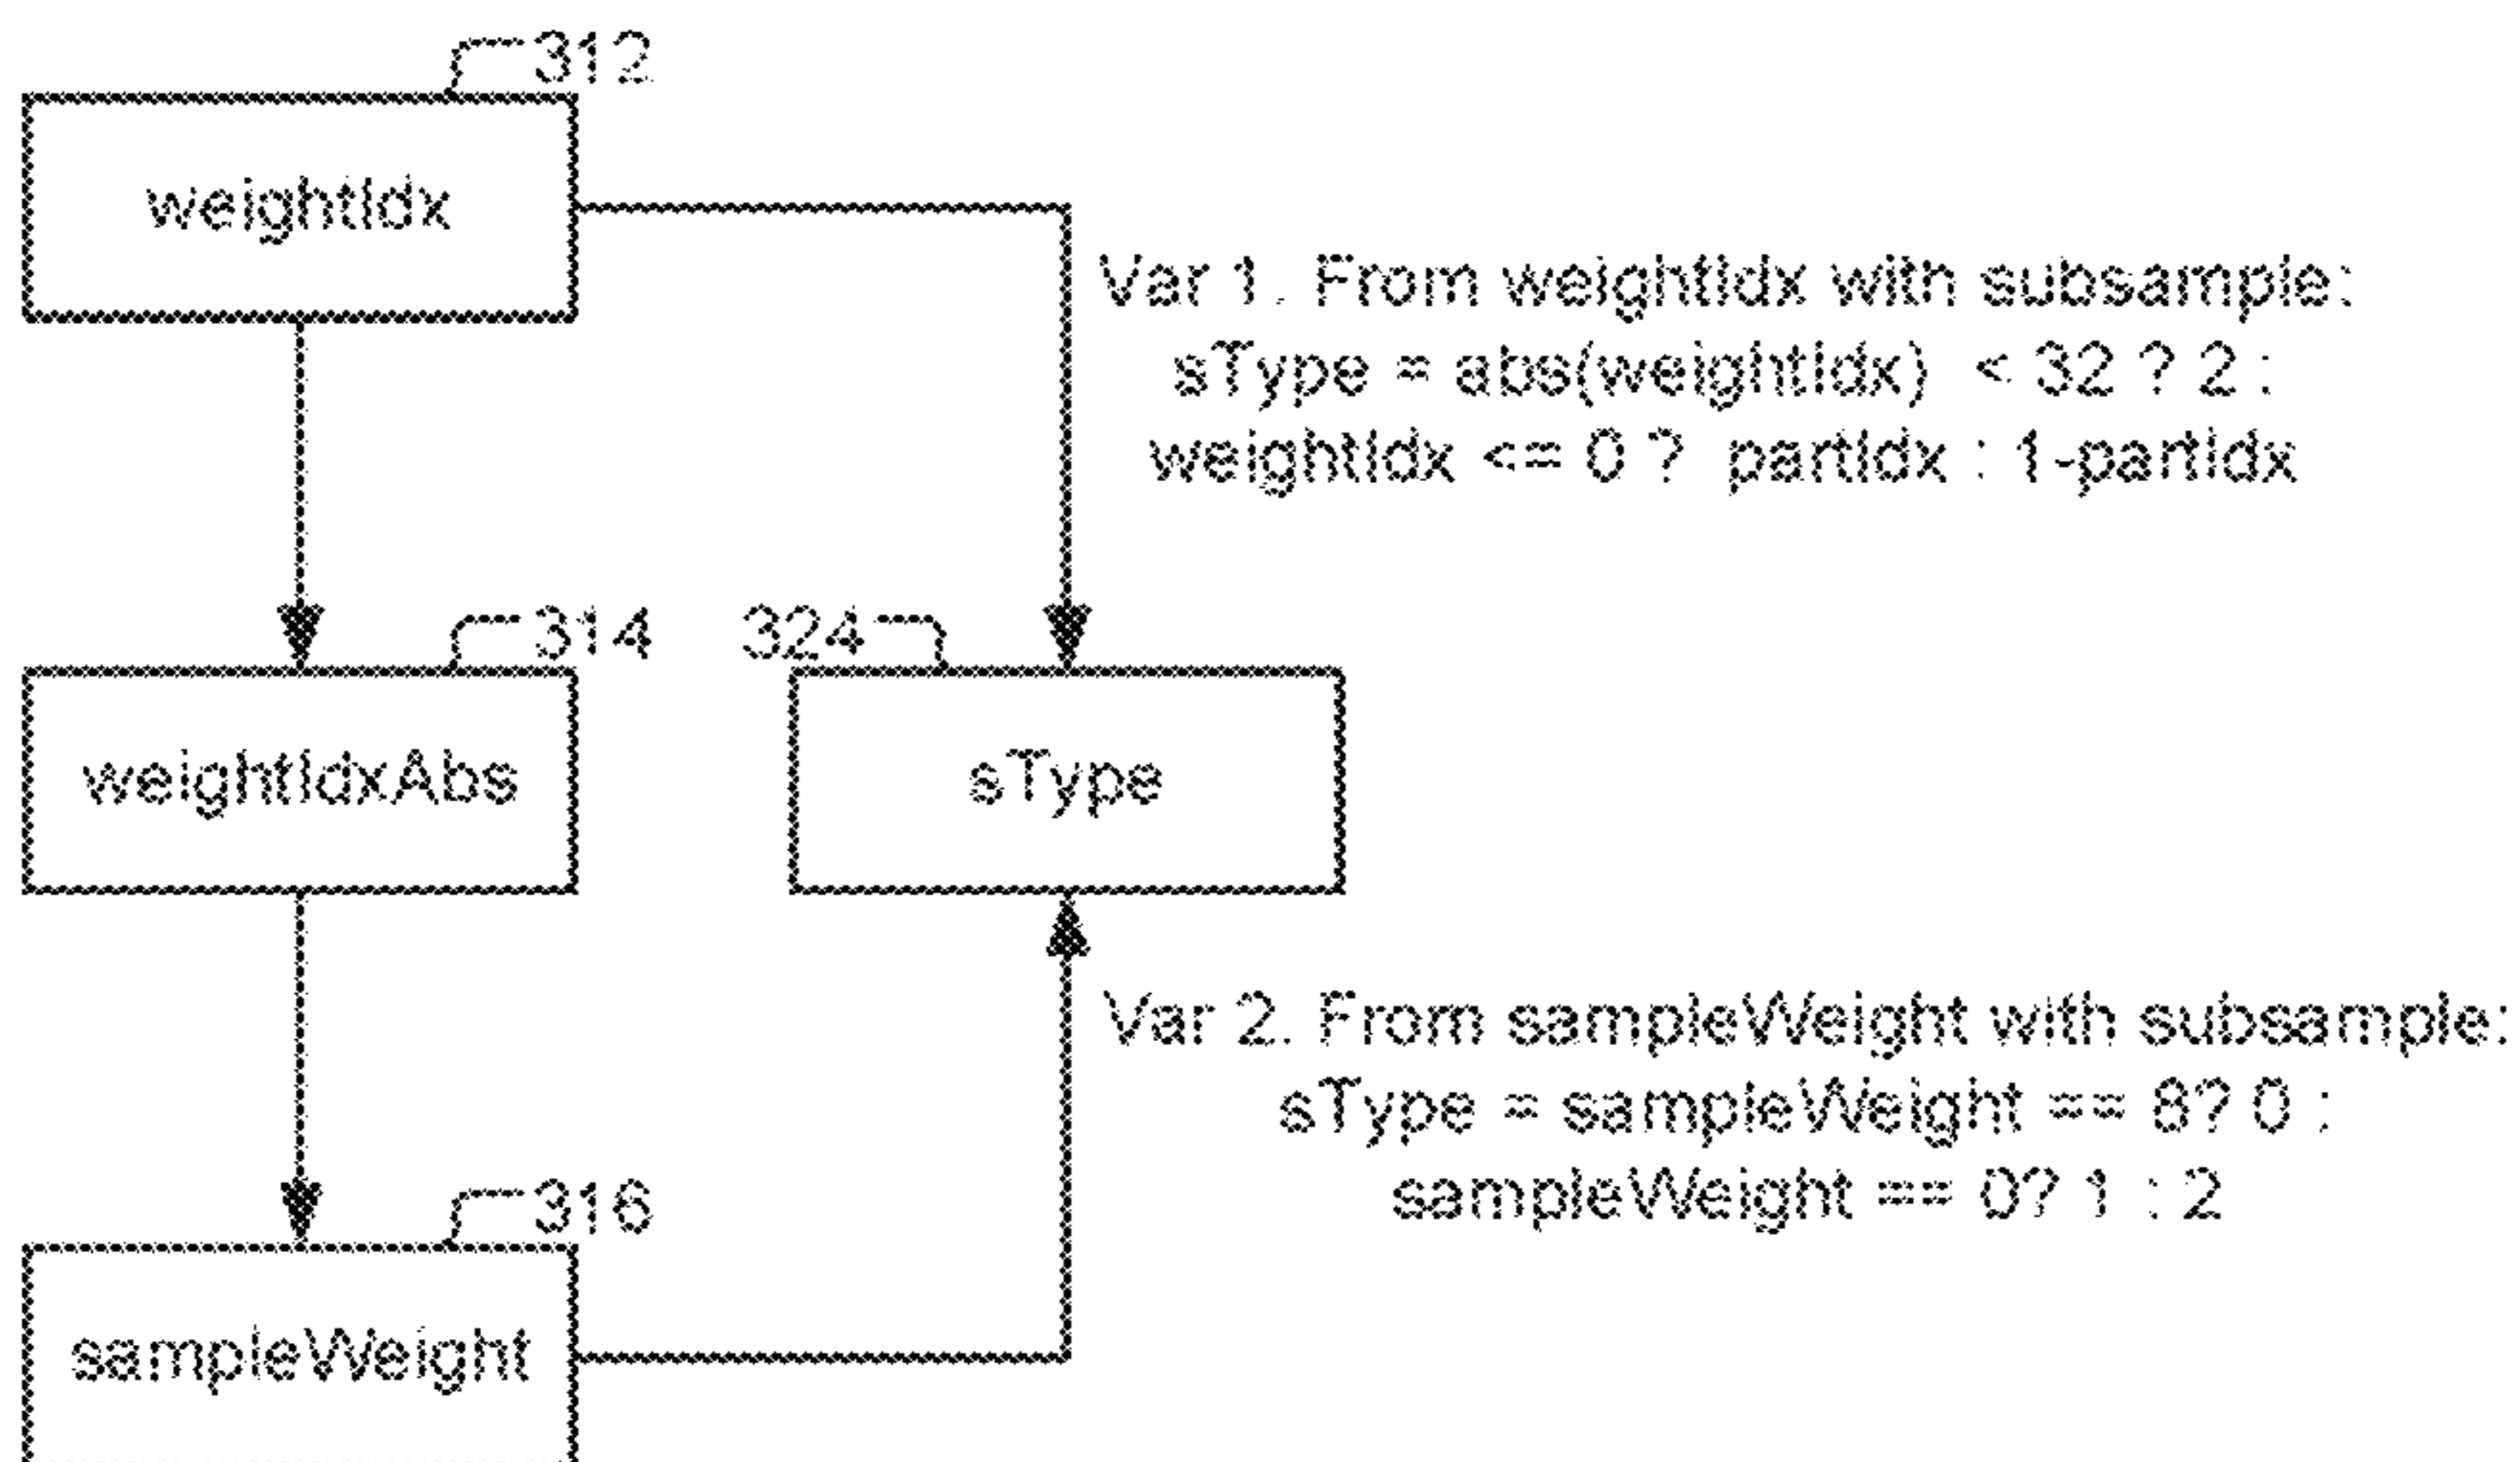 312
weightIdx
Var 1. From weightIdx with subsample:
sType = abs(weightIdx) < 32 ? 2 :
weightIdx <= 0 ? partIdx : 1-partIdx
314
324
weightIdxAbs
sType
Var 2. From sampleWeight with subsample:
sType = sampleWeight == 8? 0 :
sampleWeight == 0? 1 : 2
316
sampleWeight